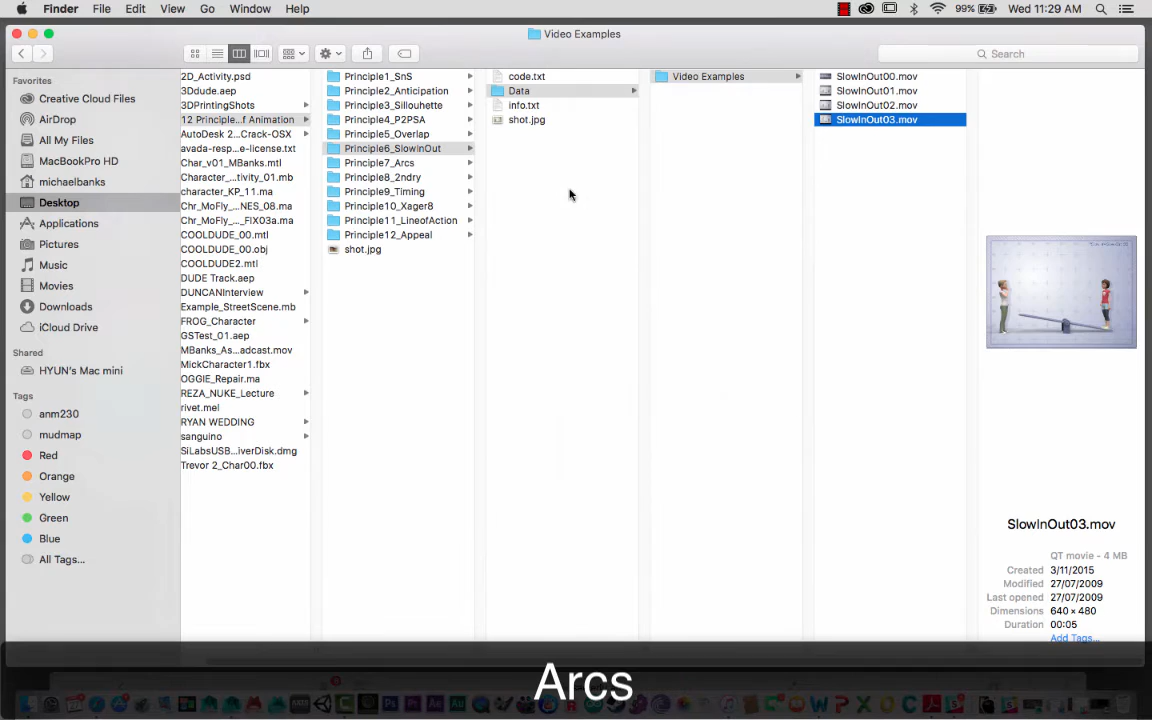 Finder File Edit View Go Window Help
99% Wed 11:29 AM
Video Examples
Search
Favorites
Creative Cloud Files
AirDrop
All My Files
MacBookPro HD
michaelbanks
Desktop
Applications
Pictures
Music
Movies
Downloads
iCloud Drive
Shared
HYUN's Mac mini
Tags
anm230
mudmap
Red
Orange
Yellow
Green
Blue
All Tags...
2D_Activity.psd
3Ddude.aep
3DPrintingShots
12 Principle...f Animation
AutoDesk 2...Crack-OSX
avada-resp...e-license.txt
Char_v01_MBanks.mtl
Character_...tivity_01.mb
character_KP_11.ma
Chr_MoFly_...NES_08.ma
Chr_MoFly_..._FIX03a.ma
COOLDUDE_00.mtl
COOLDUDE_00.obj
COOLDUDE2.mtl
DUDE Track.aep
DUNCANInterview
Example_StreetScene.mb
FROG_Character
GSTest_01.aep
MBanks_As...adcast.mov
MickCharacter1.fbx
OGGIE_Repair.ma
REZA_NUKE_Lecture
rivet.mel
RYAN WEDDING
sanguino
SiLabsUSB...iverDisk.dmg
Trevor 2_Char00.fbx
Principle1_SnS
Principle2_Anticipation
Principle3_Sillouhette
Principle4_P2PSA
Principle5_Overlap
Principle6_SlowInOut
Principle7_Arcs
Principle8_2ndry
Principle9_Timing
Principle10_Xager8
Principle11_LineofAction
Principle12_Appeal
shot.jpg
code.txt
Data
info.txt
shot.jpg
Video Examples
SlowInOut00.mov
SlowInOut01.mov
SlowInOut02.mov
SlowInOut03.mov
SlowInOut03.mov
QT movie - 4 MB
Created 3/11/2015
Modified 27/07/2009
Last opened 27/07/2009
Dimensions 640 × 480
Duration 00:05
Add Tags...
Arcs